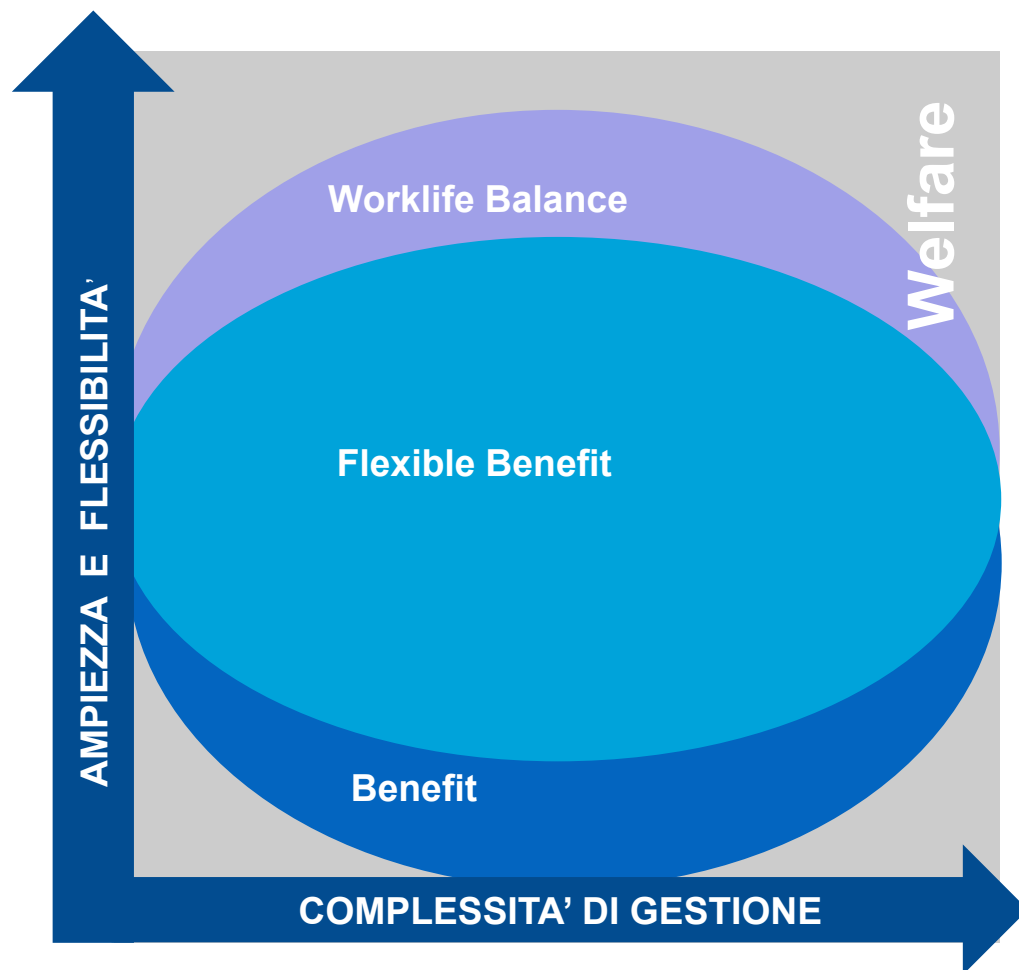 Welfare
Worklife Balance
Flexible Benefit
Benefit
AMPIEZZA E FLESSIBILITA’
COMPLESSITA’ DI GESTIONE